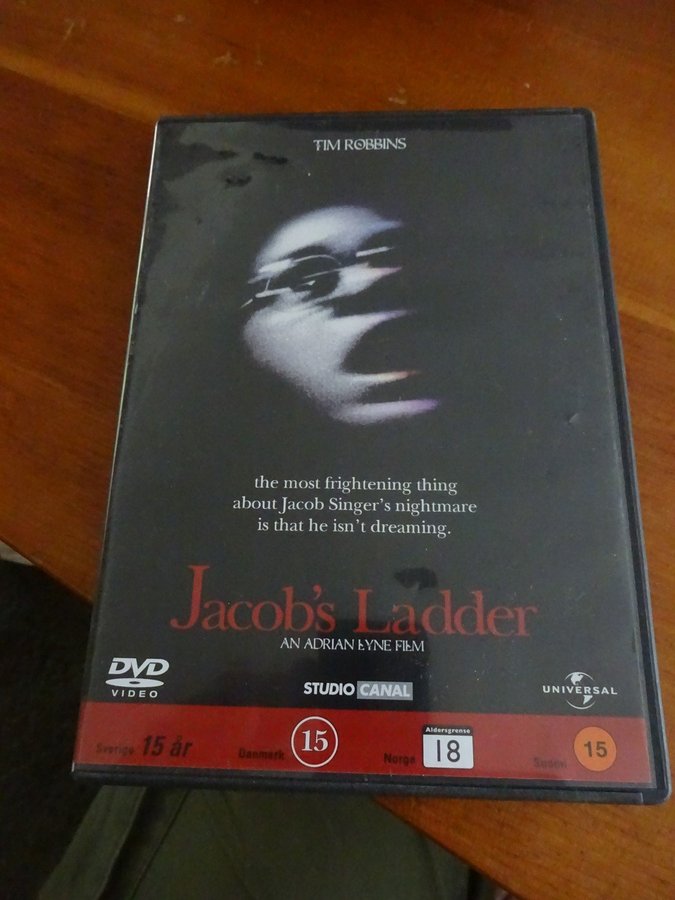 TIM ROBBINS
the most frightening thing
about Jacob Singer's nightmare
is that he isn't dreaming.
Jacob's Ladder
AN ADRIAN LYNE FILM
DVD
VIDEO
STUDIO CANAL
UNIVERSAL
Sverige 15 år Danmark 15 Norge Aldersgrense 18 Suomi 15